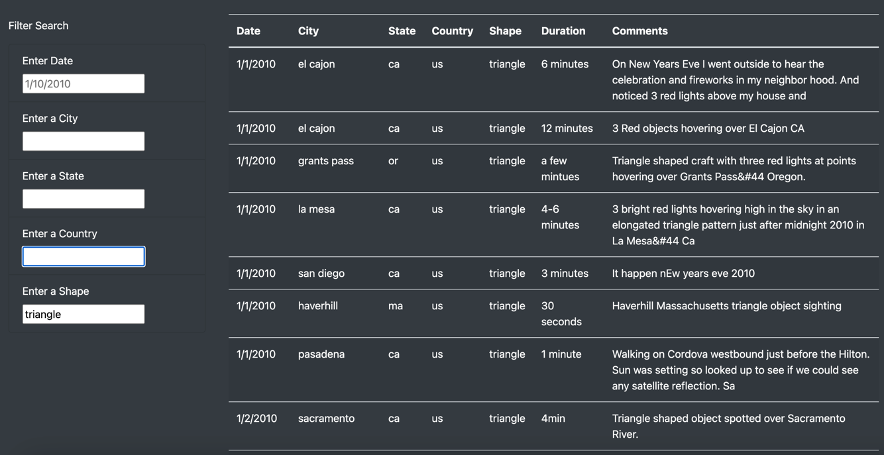 Filter Search
Enter Date
1/10/2010
Enter a City
Enter a State
Enter a Country
Enter a Shape
triangle
Date City State Country Shape Duration Comments
1/1/2010 el cajon ca us triangle 6 minutes On New Years Eve I went outside to hear the
celebration and fireworks in my neighbor hood. And
noticed 3 red lights above my house and
1/1/2010 el cajon ca us triangle 12 minutes 3 Red objects hovering over El Cajon CA
1/1/2010 grants pass or us triangle a few Triangle shaped craft with three red lights at points
mintues hovering over Grants Pass&#44 Oregon.
1/1/2010 la mesa ca us triangle 4-6 3 bright red lights hovering high in the sky in an
minutes elongated triangle pattern just after midnight 2010 in
La Mesa&#44 Ca
1/1/2010 san diego ca us triangle 3 minutes It happen nEw years eve 2010
1/1/2010 haverhill ma us triangle 30 Haverhill Massachusetts triangle object sighting
seconds
1/1/2010 pasadena ca us triangle 1 minute Walking on Cordova westbound just before the Hilton.
Sun was setting so looked up to see if we could see
any satellite reflection. Sa
1/2/2010 sacramento ca us triangle 4min Triangle shaped object spotted over Sacramento
River.